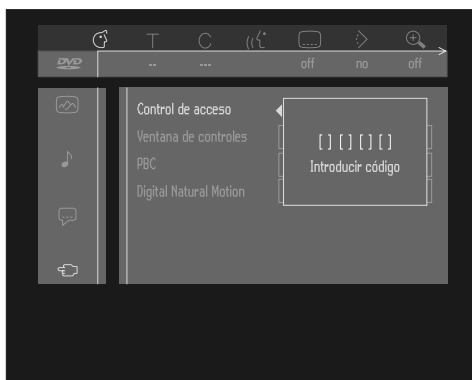 T C
DVD -- --- off no off
Control de acceso
[ ] [ ] [ ] [ ]
Ventana de controles
Introducir código
PBC
Digital Natural Motion